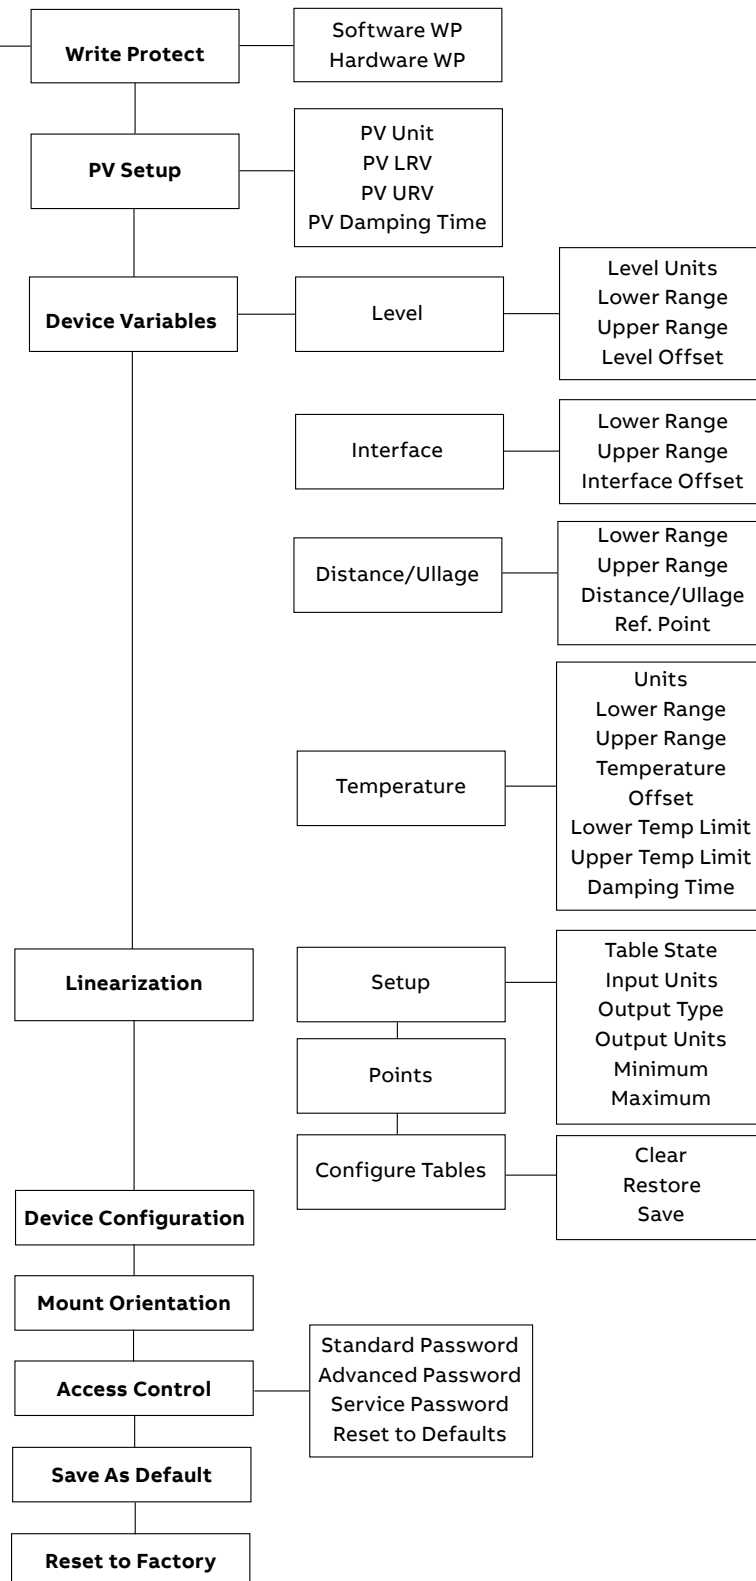 Write Protect
Software WP
Hardware WP
PV Setup
PV Unit
PV LRV
PV URV
PV Damping Time
Device Variables
Level
Level Units
Lower Range
Upper Range
Level Offset
Interface
Lower Range
Upper Range
Interface Offset
Distance/Ullage
Lower Range
Upper Range
Distance/Ullage
Ref. Point
Temperature
Units
Lower Range
Upper Range
Temperature
Offset
Lower Temp Limit
Upper Temp Limit
Damping Time
Linearization
Setup
Table State
Input Units
Output Type
Output Units
Minimum
Maximum
Points
Configure Tables
Clear
Restore
Save
Device Configuration
Mount Orientation
Access Control
Standard Password
Advanced Password
Service Password
Reset to Defaults
Save As Default
Reset to Factory